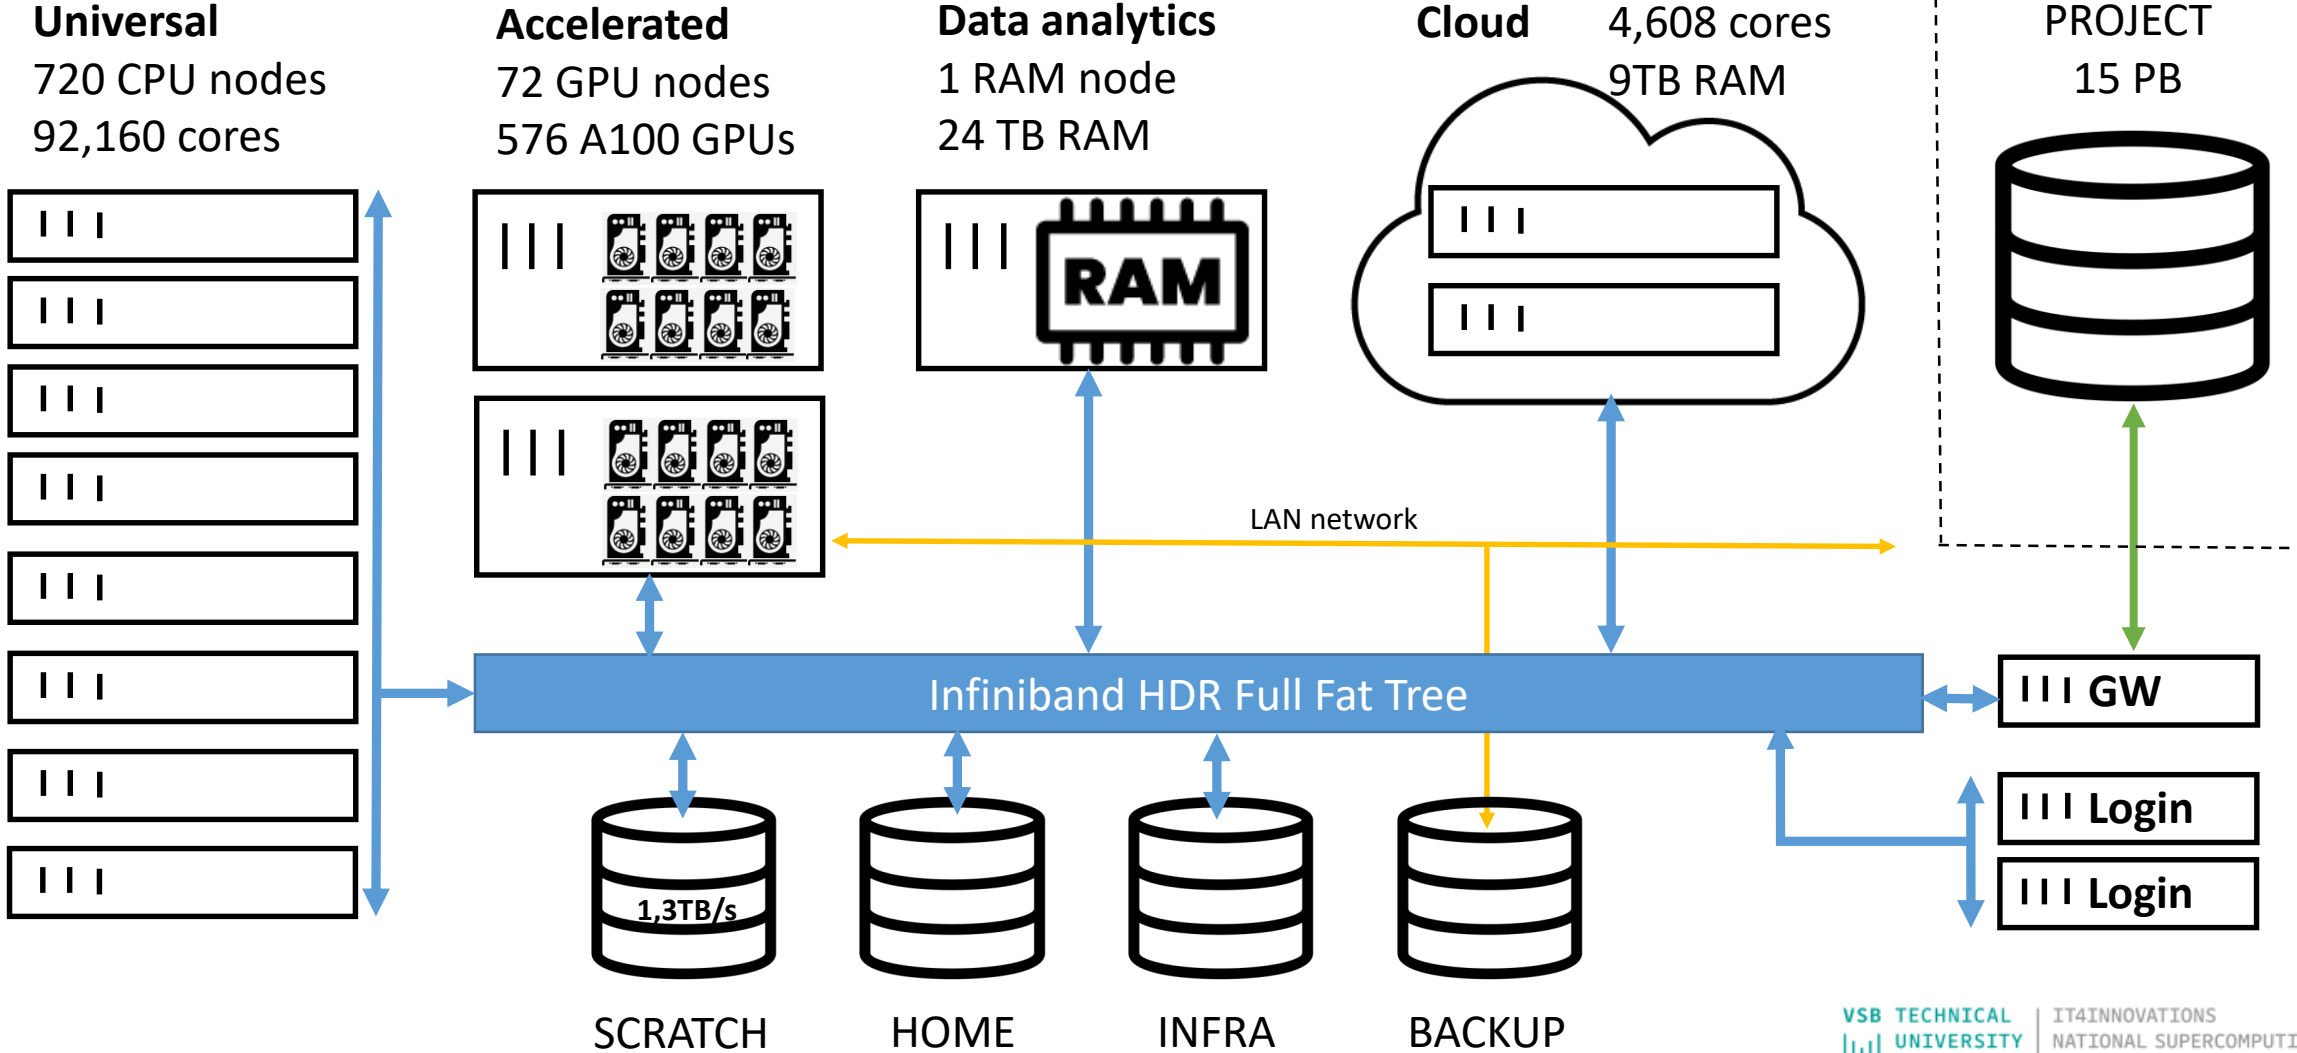 Universal
720 CPU nodes
92,160 cores
Accelerated
72 GPU nodes
576 A100 GPUs
Data analytics
1 RAM node
24 TB RAM
Cloud
4,608 cores
9TB RAM
PROJECT
15 PB
RAM
LAN network
Infiniband HDR Full Fat Tree
GW
Login
Login
1,3TB/s
SCRATCH
HOME
INFRA
BACKUP
VSB TECHNICAL
UNIVERSITY
IT4INNOVATIONS
NATIONAL SUPERCOMPUTI